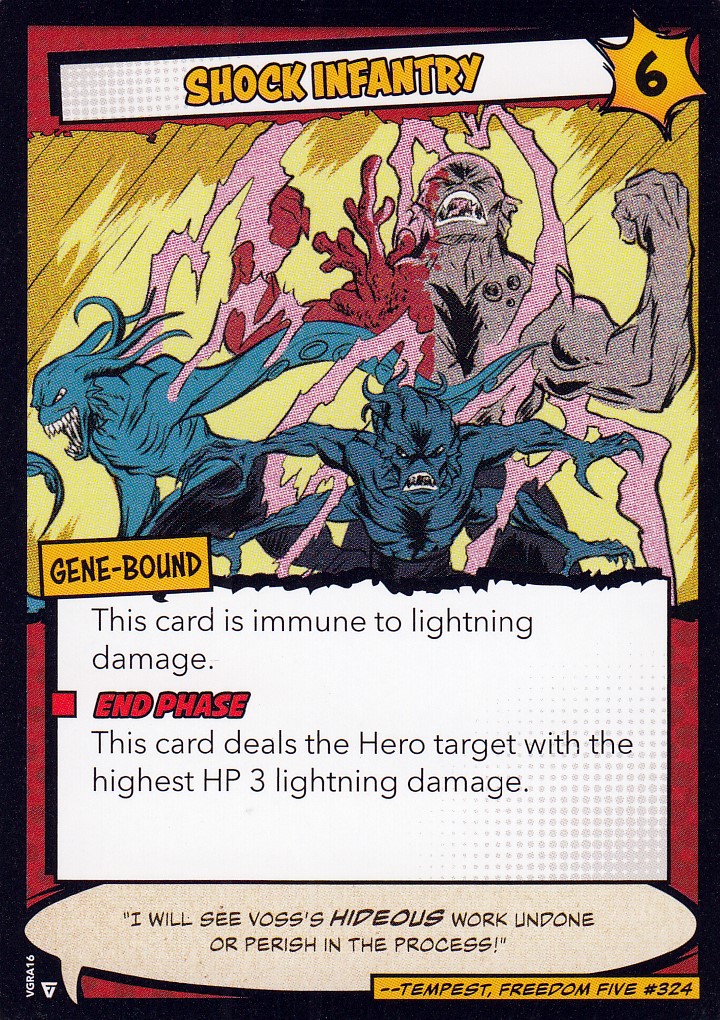 SHOCK INFANTRY
6
GENE-BOUND
This card is immune to lightning
damage.
END PHASE
This card deals the Hero target with the
highest HP 3 lightning damage.
"I WILL SEE VOSS'S HIDEOUS WORK UNDONE
OR PERISH IN THE PROCESS!"
--TEMPEST, FREEDOM FIVE #324
VGRA16